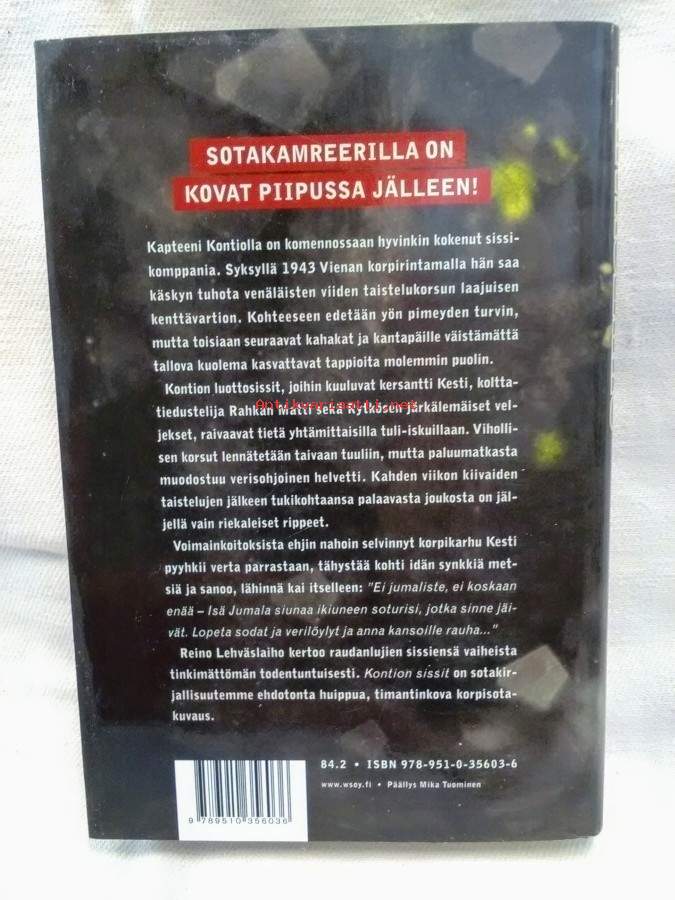 SOTAKAMREERILLA ON
KOVAT PIIPUSSA JÄLLEEN!
Kapteeni Kontiolla on komennossaan hyvinkin kokenut sissi-
komppania. Syksyllä 1943 Vienan korpirintamalla hän saa
käskyn tuhota venäläisten viiden taistelukorsun laajuisen
kenttävartion. Kohteeseen edetään yön pimeyden turvin,
mutta toisiaan seuraavat kahakat ja kantapäille väistämättä
tallova kuolema kasvattavat tappioita molemmin puolin.
Kontion luottosissit, joihin kuuluvat kersantti Kesti, koltta-
tiedustelija Rahkan Matti sekä Rytkösen järkälemäiset vel-
Antikvariaatti.net
jekset, raivaavat tietä yhtämittaisilla tuli-iskuillaan. Viholli-
sen korsut lennätetään taivaan tuuliin, mutta paluumatkasta
muodostuu verisohjoinen helvetti. Kahden viikon kiivaiden
taistelujen jälkeen tukikohtaansa palaavasta joukosta on jäl-
jellä vain riekaleiset rippeet.
Voimainkoitoksista ehjin nahoin selvinnyt korpikarhu Kesti
pyyhkii verta parrastaan, tähystää kohti idän synkkiä met-
siä ja sanoo, lähinnä kai itselleen: "Ei jumaliste, ei koskaan
enää – Isä Jumala siunaa ikiuneen soturisi, jotka sinne jäi-
vät. Lopeta sodat ja verilöylyt ja anna kansoille rauha..."
Reino Lehväslaiho kertoo raudanlujien sissiensä vaiheista
tinkimättömän todentuntuisesti. Kontion sissit on sotakir-
jallisuutemme ehdotonta huippua, timantinkova korpisota-
kuvaus.
84.2 • ISBN 978-951-0-35603-6
www.wsoy.fi • Päällys Mika Tuominen
9 789510 356036